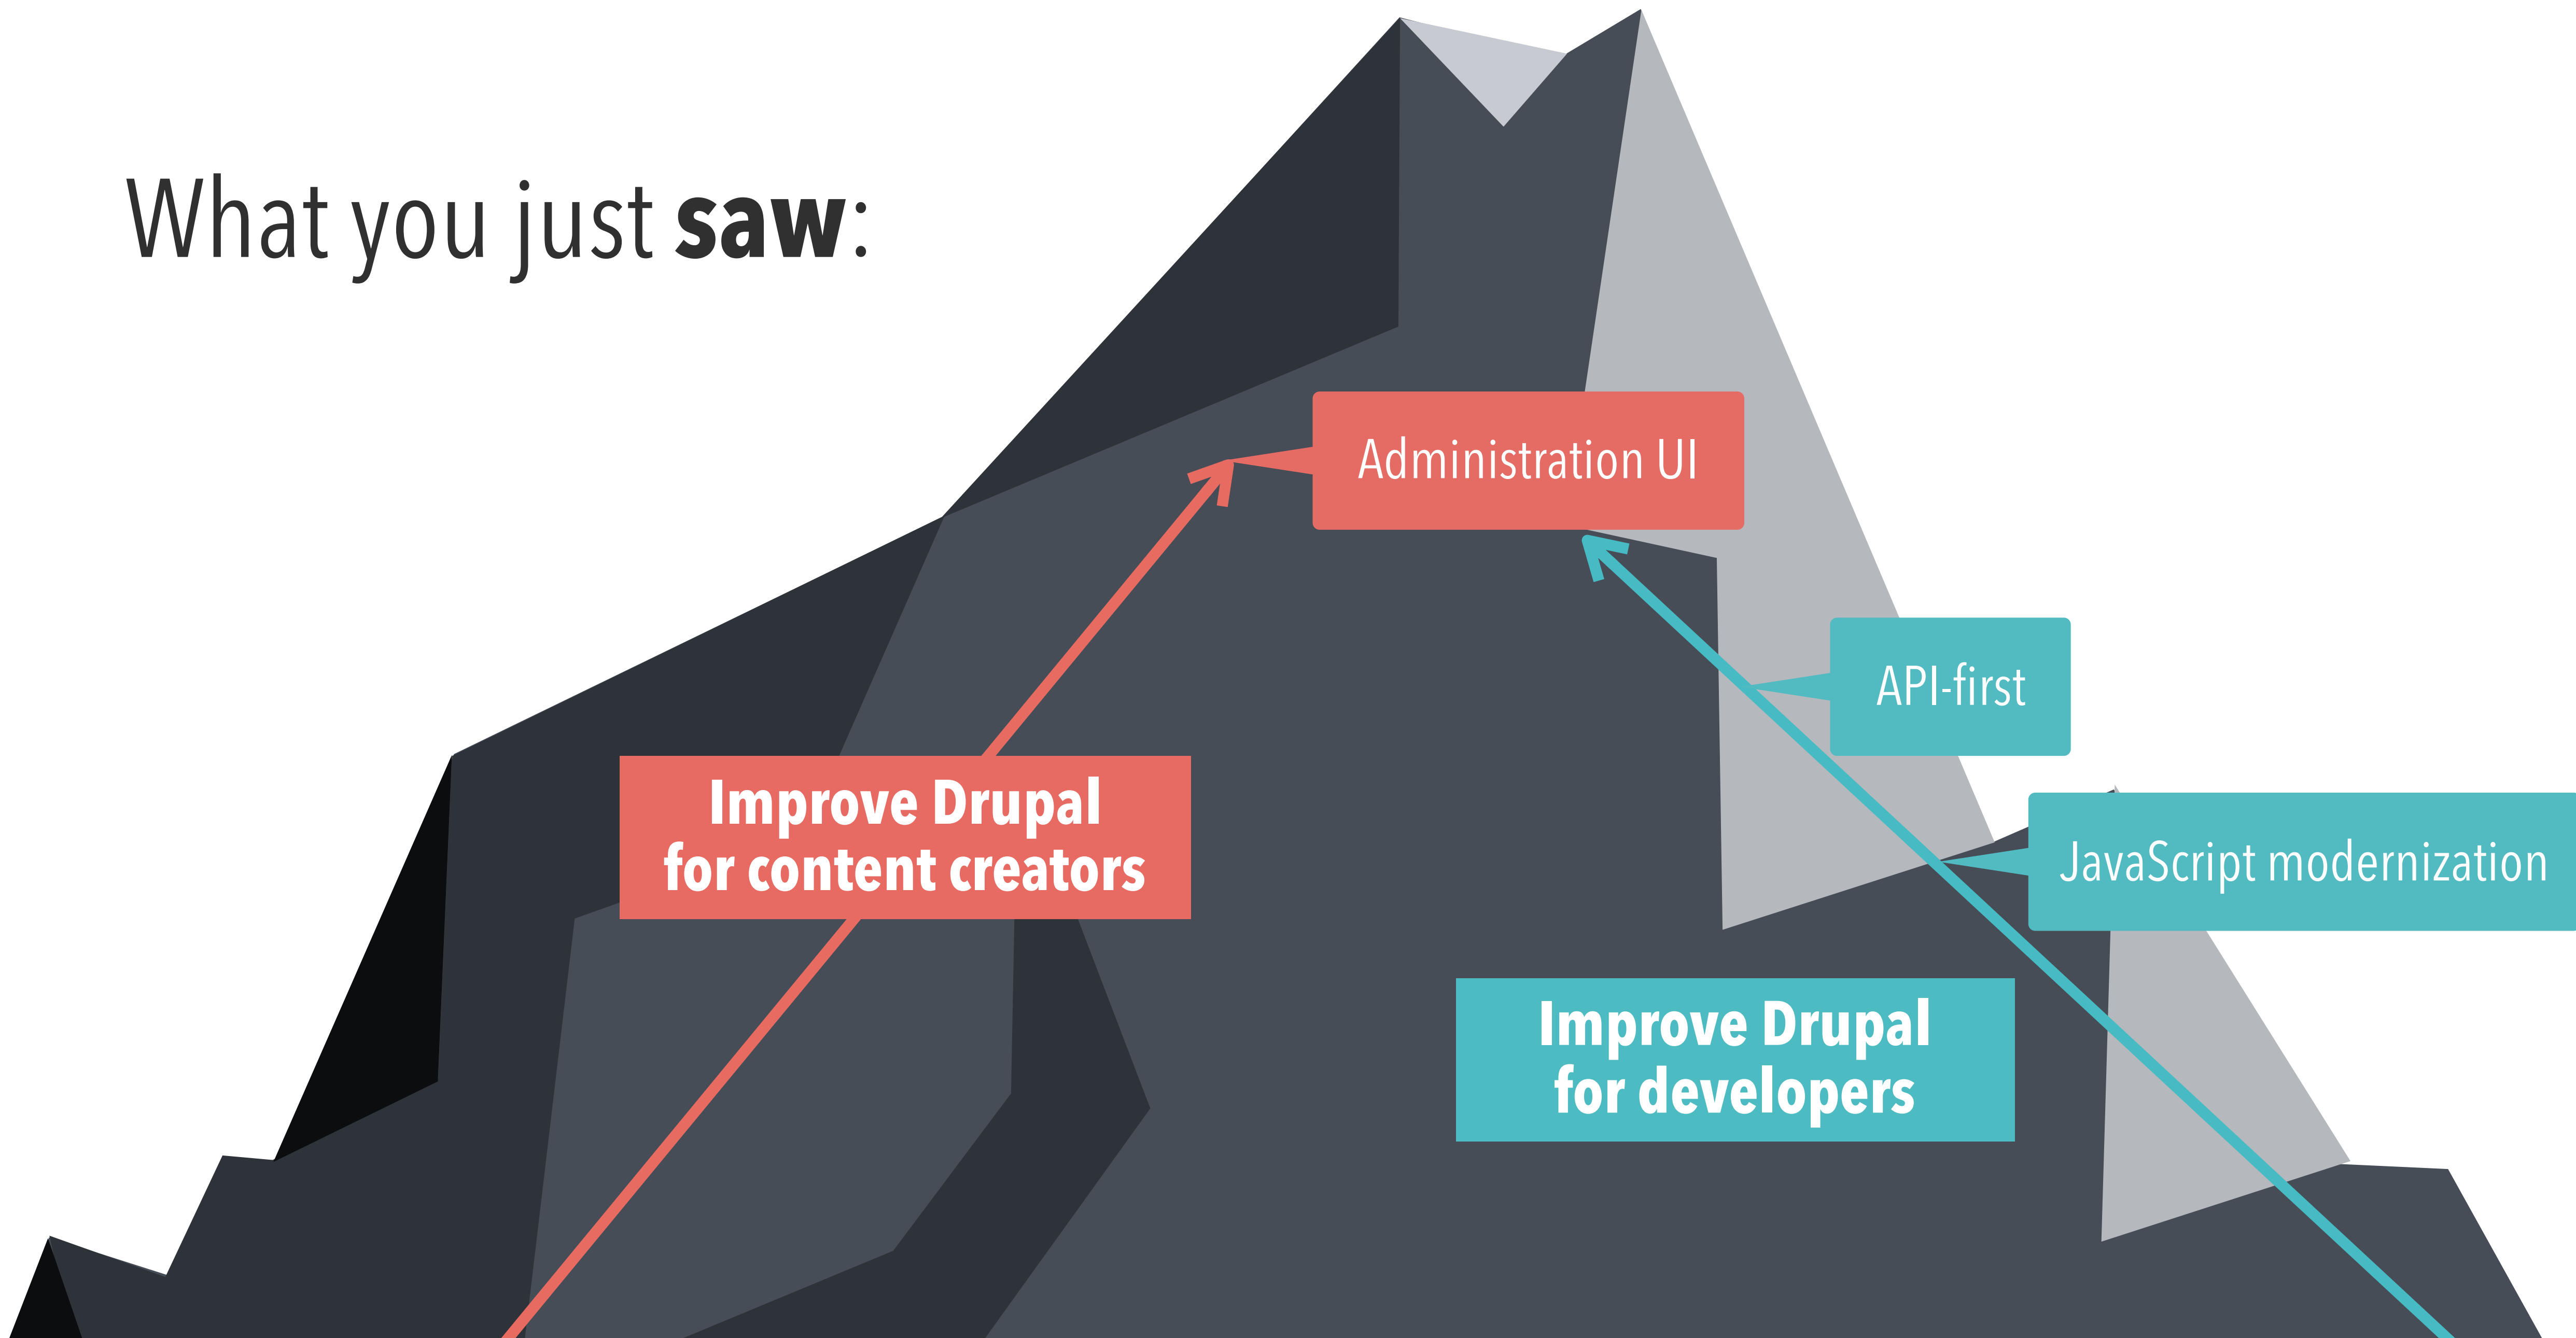 What you just saw:
Administration UI
API-first
Improve Drupal
for content creators
JavaScript modernization
Improve Drupal
for developers